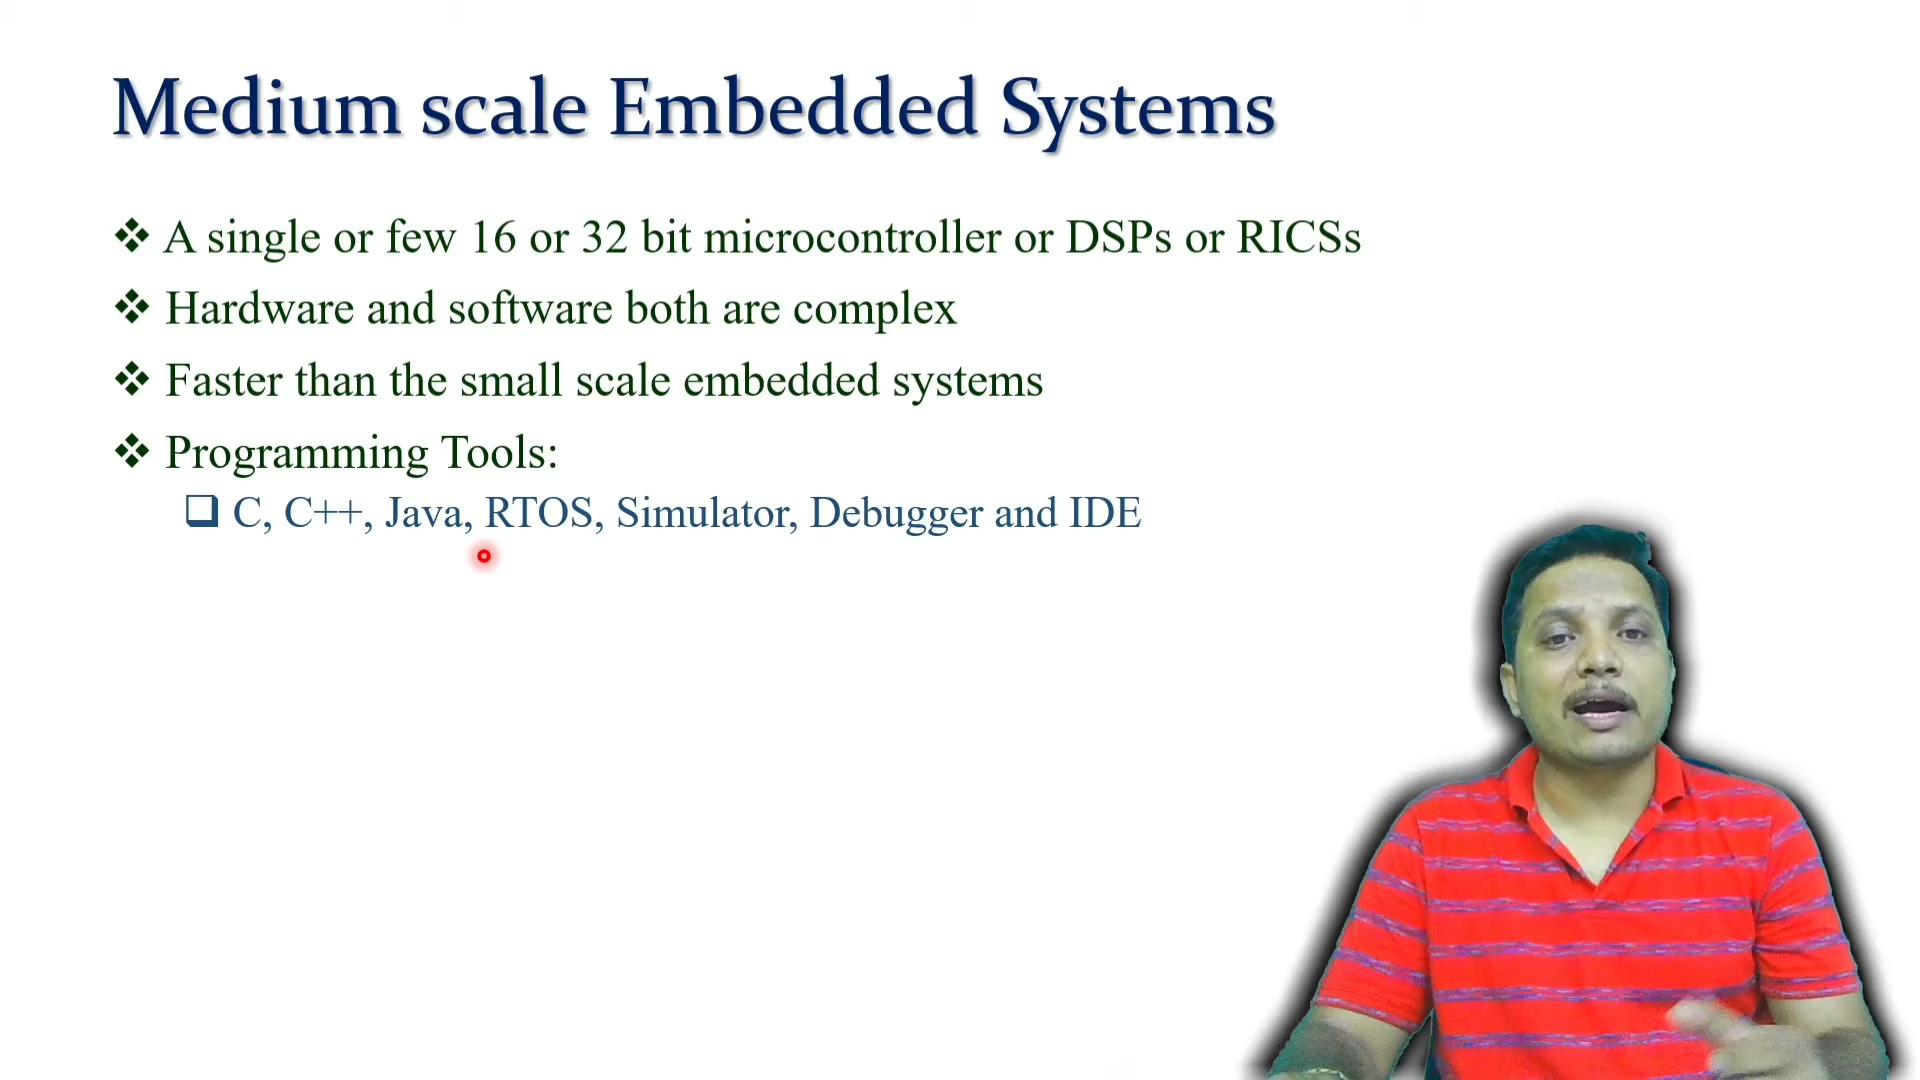 Medium scale Embedded Systems
❖ A single or few 16 or 32 bit microcontroller or DSPs or RICSs
❖ Hardware and software both are complex
❖ Faster than the small scale embedded systems
❖ Programming Tools:
❑ C, C++, Java, RTOS, Simulator, Debugger and IDE